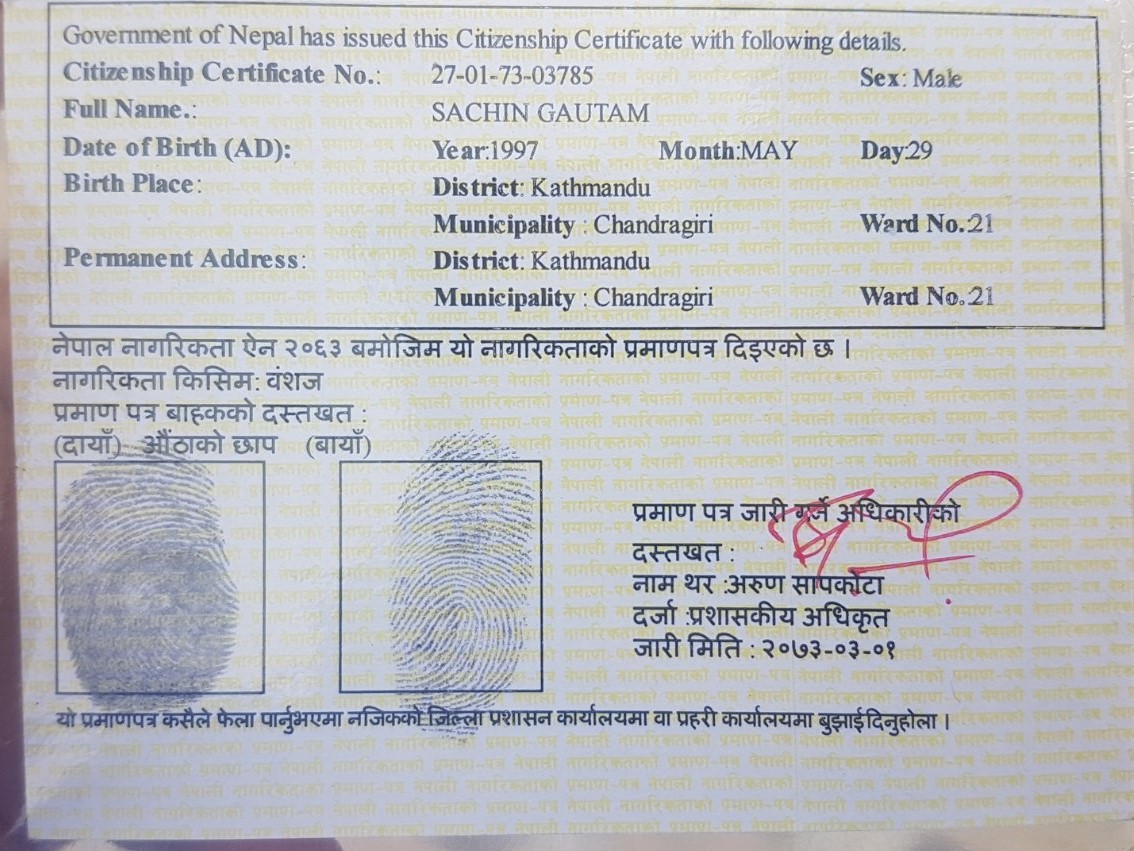 Government of Nepal has issued this Citizenship Certificate with following details.
Citizenship Certificate No.: 27-01-73-03785 Sex: Male
Full Name.: SACHIN GAUTAM
Date of Birth (AD): Year:1997 Month:MAY Day:29
Birth Place: District: Kathmandu
Municipality : Chandragiri Ward No.21
Permanent Address: District: Kathmandu
Municipality : Chandragiri Ward No.21
नेपाल नागरिकता ऐन २०६३ बमोजिम यो नागरिकताको प्रमाणपत्र दिइएको छ ।
नागरिकता किसिम: वंशज
प्रमाण पत्र बाहकको दस्तखत :
(दायाँ) औंठाको छाप (बायाँ)
प्रमाण पत्र जारी गर्ने अधिकारीको
दस्तखत :
नाम थर :अरुण सापकोटा
दर्जा :प्रशासकीय अधिकृत
जारी मिति : २०७३-०३-०१
यो प्रमाणपत्र कसैले फेला पार्नुभएमा नजिकको जिल्ला प्रशासन कार्यालयमा वा प्रहरी कार्यालयमा बुझाईदिनुहोला ।